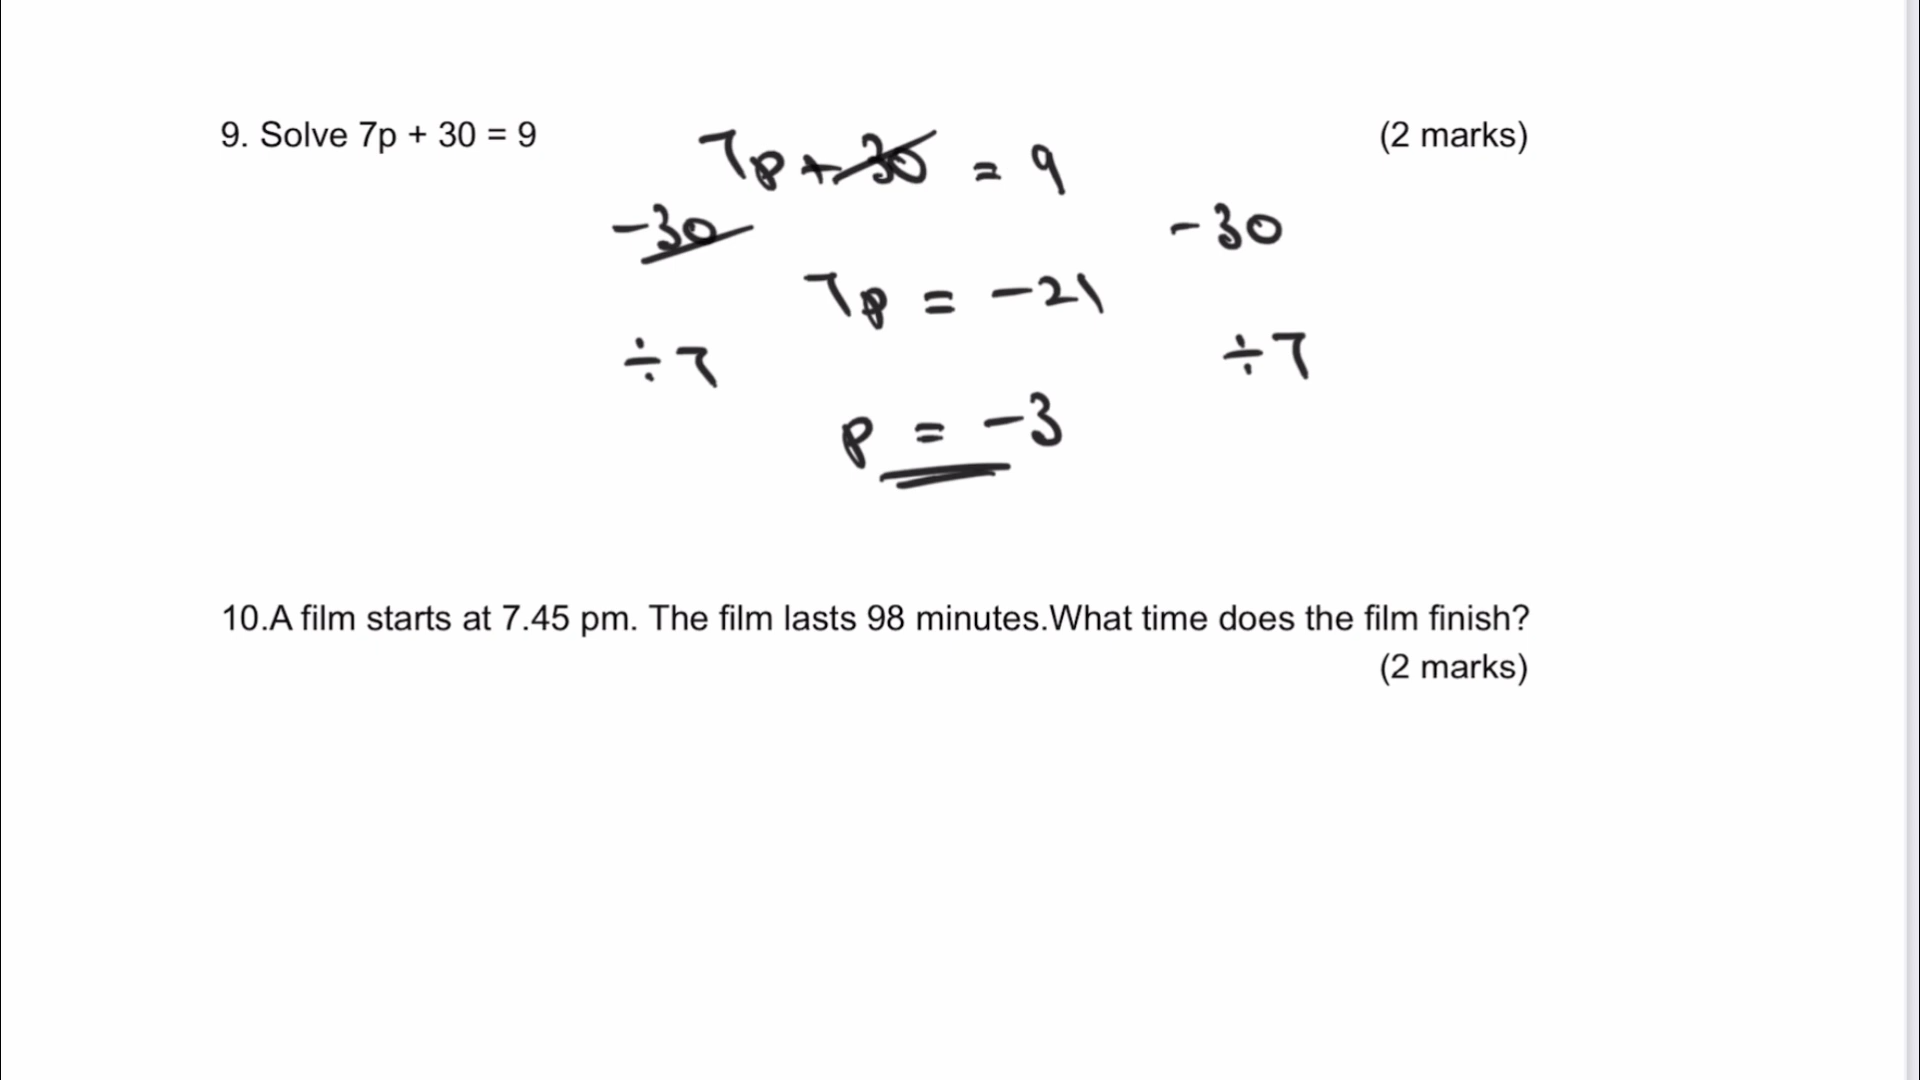 9. Solve 7p + 30 = 9
(2 marks)
7p + 30 = 9
-30
-30
7p = -21
÷7
÷7
p = -3
10.A film starts at 7.45 pm. The film lasts 98 minutes.What time does the film finish?
(2 marks)